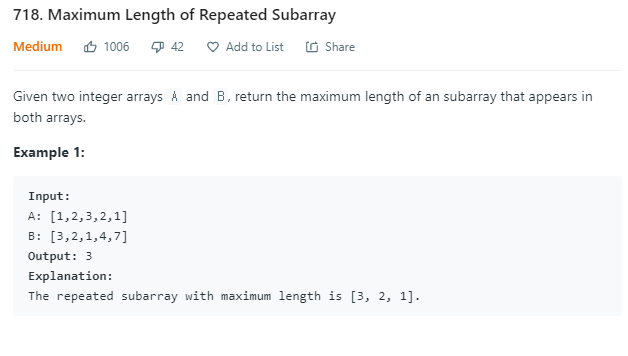 718. Maximum Length of Repeated Subarray
Medium 1006 42 Add to List Share
Given two integer arrays A and B, return the maximum length of an subarray that appears in
both arrays.
Example 1:
Input:
A: [1,2,3,2,1]
B: [3,2,1,4,7]
Output: 3
Explanation:
The repeated subarray with maximum length is [3, 2, 1].